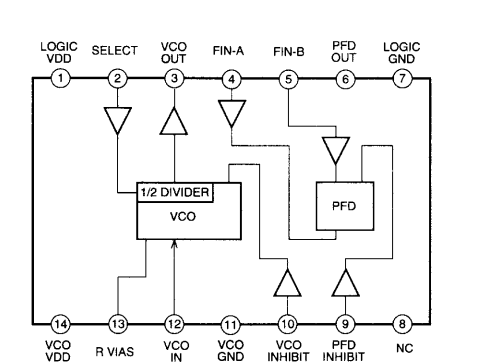 LOGIC VDD
SELECT
VCO OUT
FIN-A
FIN-B
PFD OUT
LOGIC GND
1
2
3
4
5
6
7
1/2 DIVIDER
VCO
PFD
14
13
12
11
10
9
8
VCO VDD
R VIAS
VCO IN
VCO GND
VCO INHIBIT
PFD INHIBIT
NC